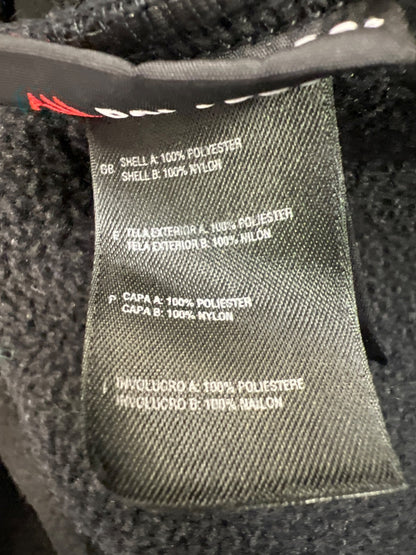 GB SHELL A: 100% POLYESTER
SHELL B: 100% NYLON
E TELA EXTERIOR A: 100% POLIESTER
TELA EXTERIOR B: 100% NILON
P CAPA A: 100% POLIESTER
CAPA B: 100% NYLON
I INVOLUCRO A: 100% POLIESTERE
INVOLUCRO B: 100% NAILON